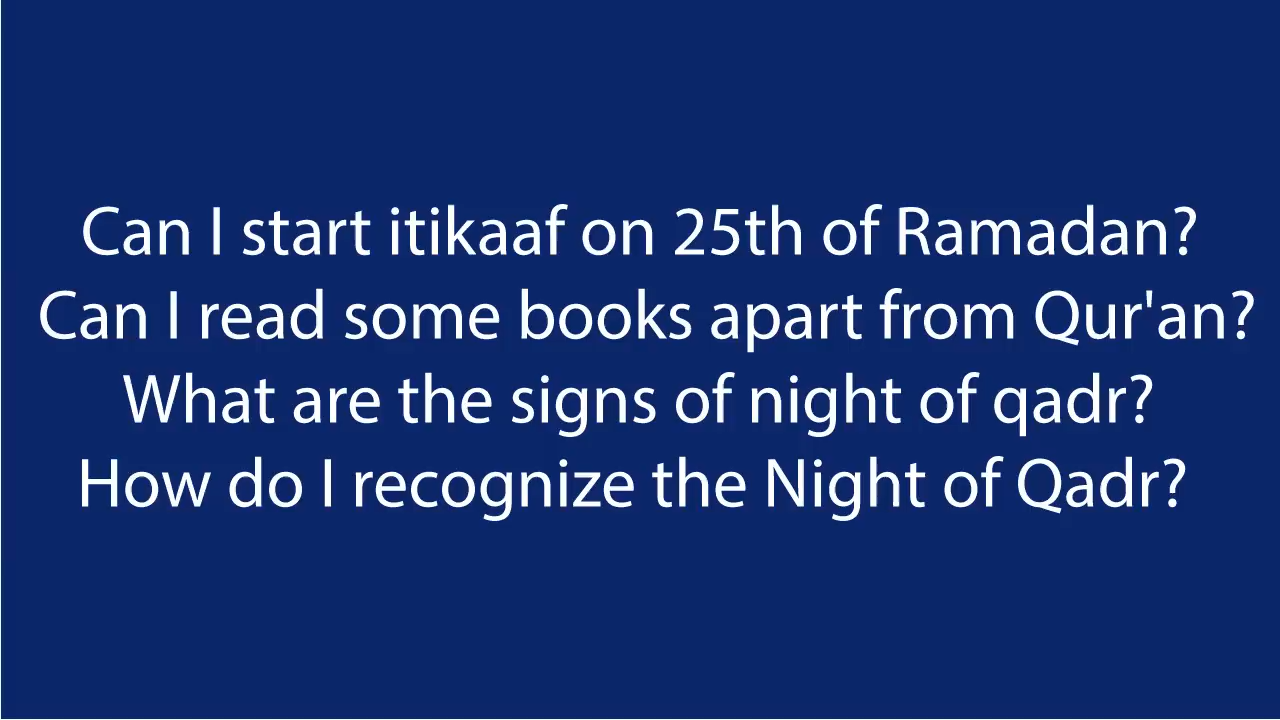 Can I start itikaaf on 25th of Ramadan?
Can I read some books apart from Qur'an?
What are the signs of night of qadr?
How do I recognize the Night of Qadr?